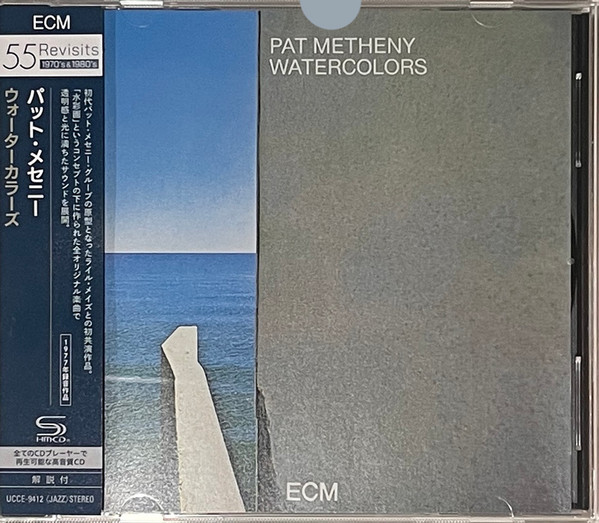 ECM
55 Revisits
1970's & 1980's
パット・メセニー
ウォーターカラーズ
初代パット・メセニー・グループの原型となったライル・メイズとの初共演作品。
「水彩画」というコンセプトの下に作られた全オリジナル楽曲で
透明感と光に満ちたサウンドを展開。
1977年録音作品
SHM-CD
全てのCDプレーヤーで
再生可能な高音質CD
解説付
UCCE-9412 (JAZZ)/STEREO
PAT METHENY
WATERCOLORS
ECM